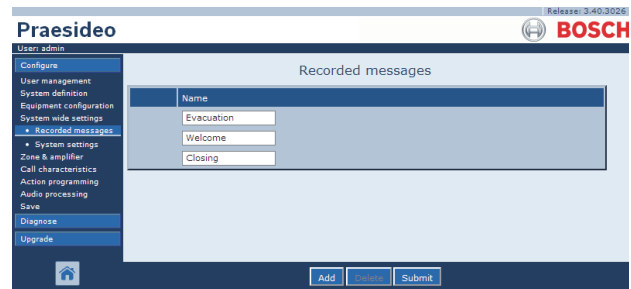 Release: 3.40.3026
Praesideo
BOSCH
User: admin
Configure
User management
System definition
Equipment configuration
System wide settings
• Recorded messages
• System settings
Zone & amplifier
Call characteristics
Action programming
Audio processing
Save
Diagnose
Upgrade
Recorded messages
Name
Evacuation
Welcome
Closing
Add Delete Submit